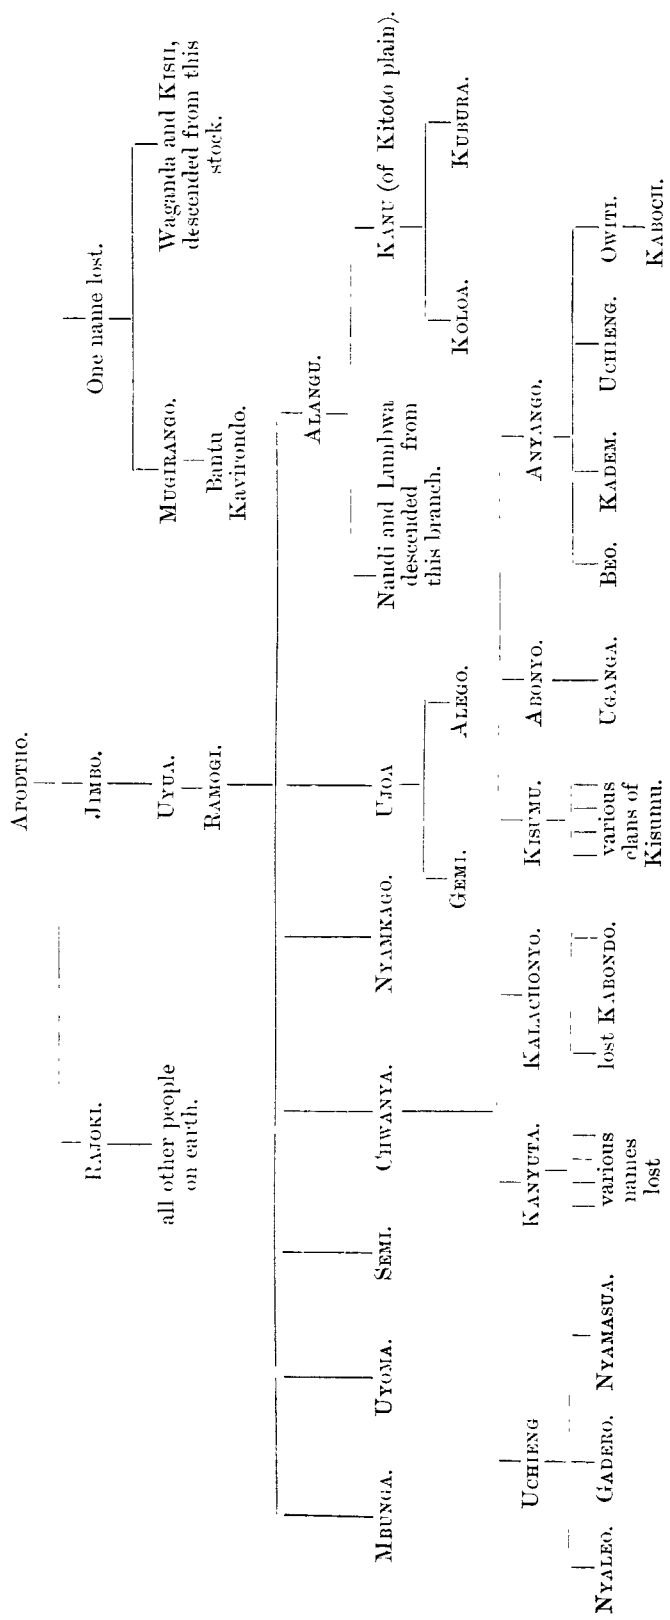 APODTHO.
RAJOKI. JIMBO. One name lost.
all other people UYUA. MUGIRANGO. Waganda and KISII,
on earth. descended from this
RAMOGI. Bantu stock.
Kavirondo.
ALANGU.
MBUNGA. UYOMA. SEMI. CHWANYA. NYAMKAGO. UJOA Nandi and Lumbwa KANU (of Kitoto plain).
descended from
this branch.
GEMI. ALEGO. KOLOA. KUBURA.
UCHIENG KANYUTA. KALACHONYO. KISUMU. ABONYO. ANYANGO.
NYALEO. GADERO. NYAMASUA. various lost KABONDO. various UGANGA. BEO. KADEM. UCHIENG. OWITI.
names clans of
lost Kisumu. KABOCH.